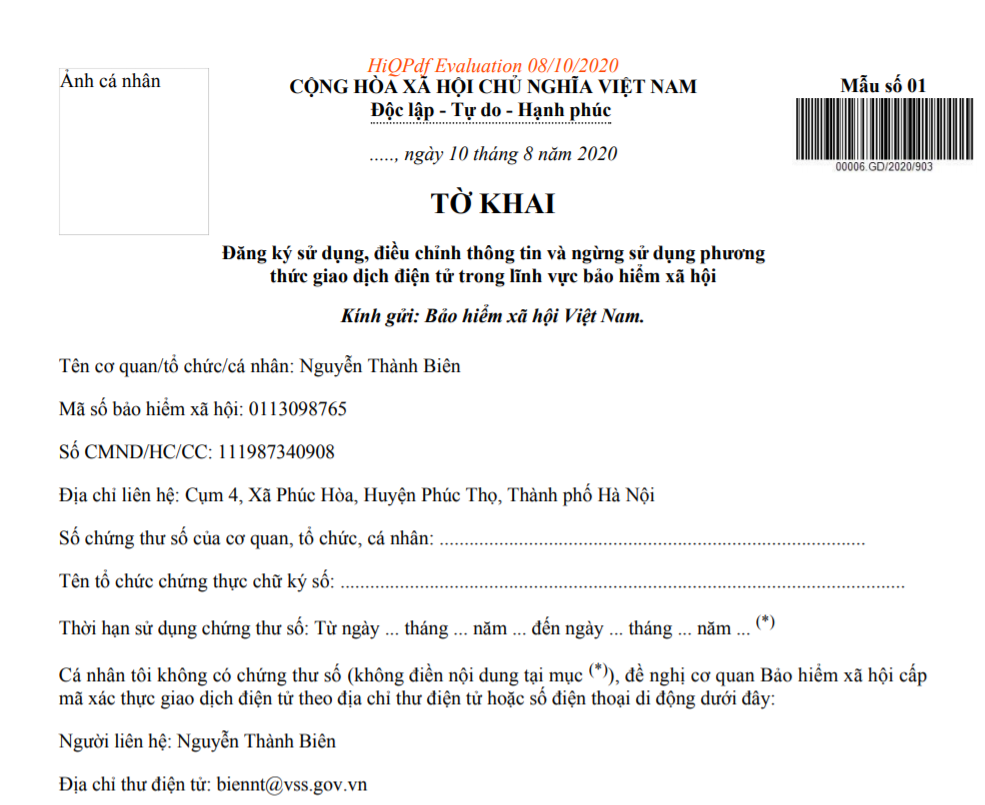 Ảnh cá nhân
HiQPdf Evaluation 08/10/2020
CỘNG HÒA XÃ HỘI CHỦ NGHĨA VIỆT NAM
Độc lập - Tự do - Hạnh phúc
Mẫu số 01
00006.GD/2020/903
....., ngày 10 tháng 8 năm 2020
TỜ KHAI
Đăng ký sử dụng, điều chỉnh thông tin và ngừng sử dụng phương
thức giao dịch điện tử trong lĩnh vực bảo hiểm xã hội
Kính gửi: Bảo hiểm xã hội Việt Nam.
Tên cơ quan/tổ chức/cá nhân: Nguyễn Thành Biên
Mã số bảo hiểm xã hội: 0113098765
Số CMND/HC/CC: 111987340908
Địa chỉ liên hệ: Cụm 4, Xã Phúc Hòa, Huyện Phúc Thọ, Thành phố Hà Nội
Số chứng thư số của cơ quan, tổ chức, cá nhân: .....................................................................................
Tên tổ chức chứng thực chữ ký số: .................................................................................................................
Thời hạn sử dụng chứng thư số: Từ ngày ... tháng ... năm ... đến ngày ... tháng ... năm ... (*)
Cá nhân tôi không có chứng thư số (không điền nội dung tại mục (*)), đề nghị cơ quan Bảo hiểm xã hội cấp
mã xác thực giao dịch điện tử theo địa chỉ thư điện tử hoặc số điện thoại di động dưới đây:
Người liên hệ: Nguyễn Thành Biên
Địa chỉ thư điện tử: biennt@vss.gov.vn